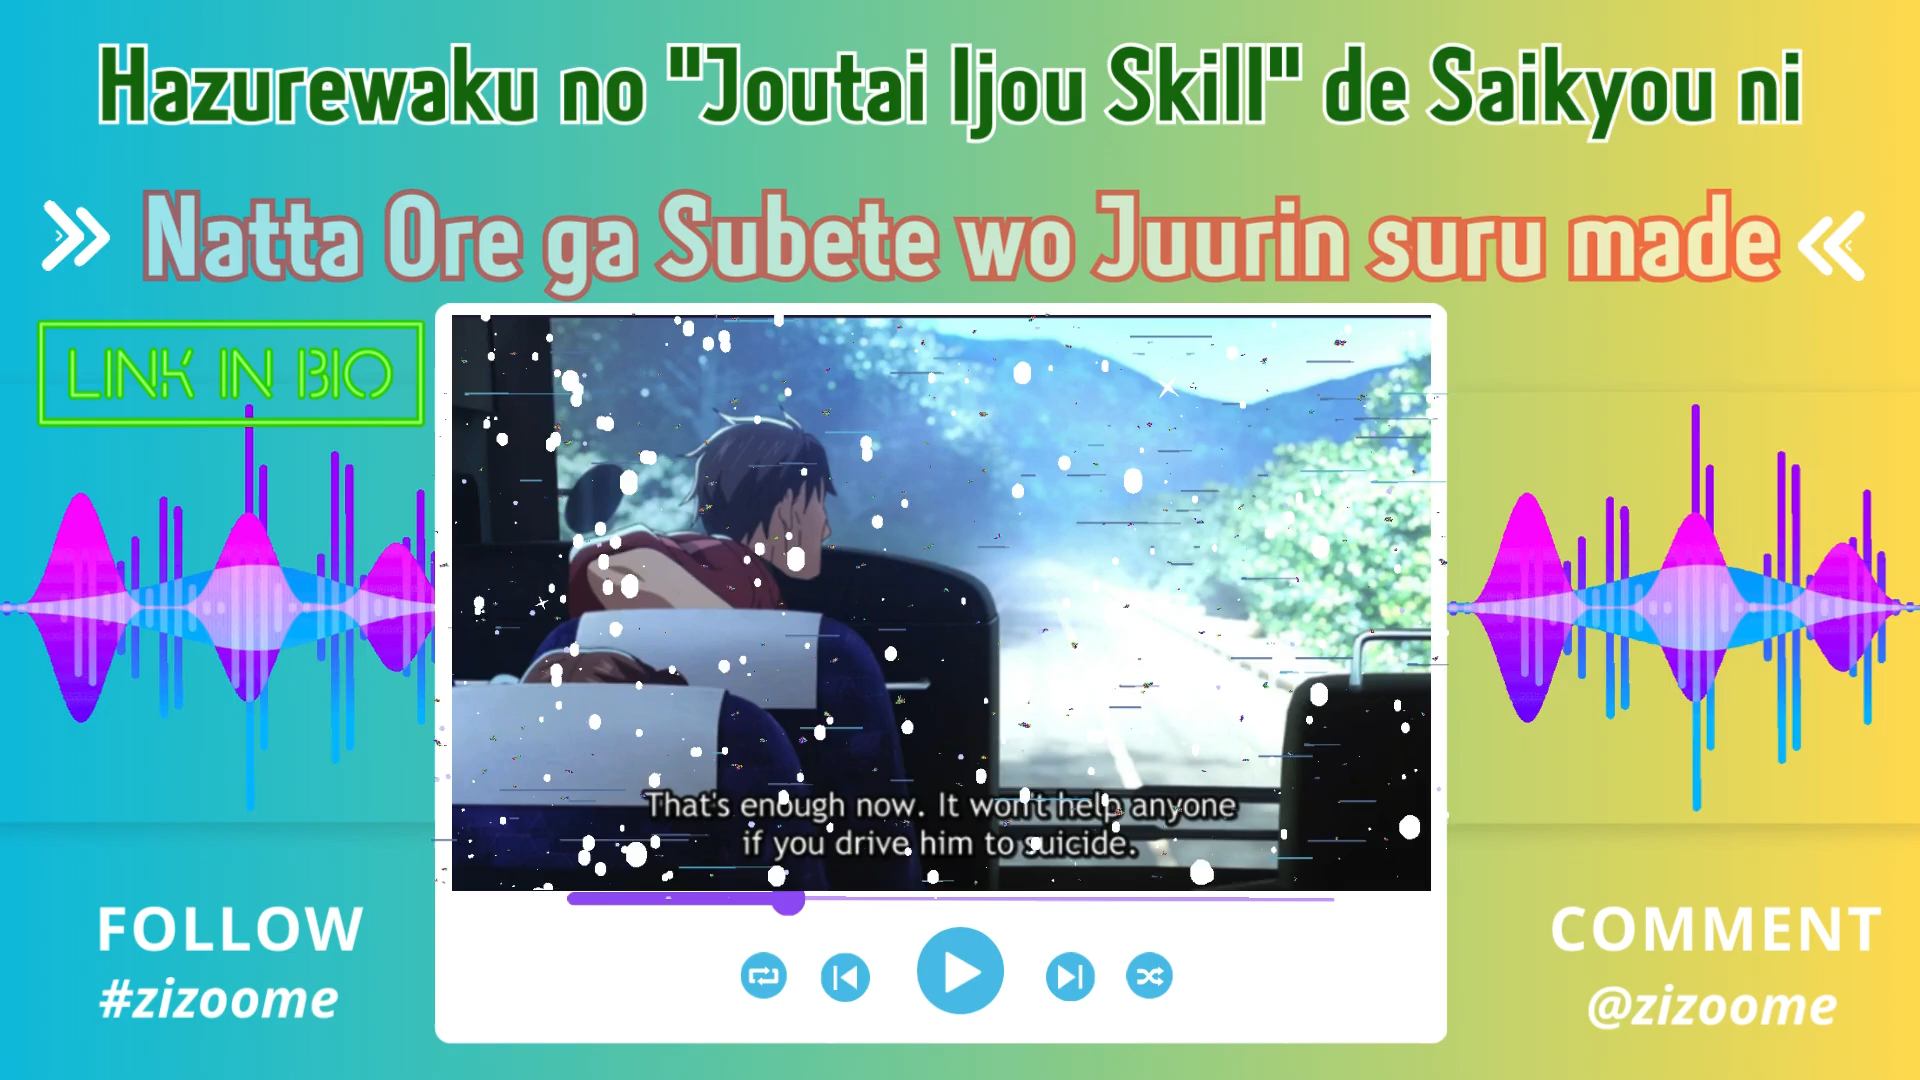 Hazurewaku no "Joutai Ijou Skill" de Saikyou ni
Natta Ore ga Subete wo Juurin suru made
LINK IN BIO
That's enough now. It won't help anyone
if you drive him to suicide.
FOLLOW
#zizoome
COMMENT
@zizoome